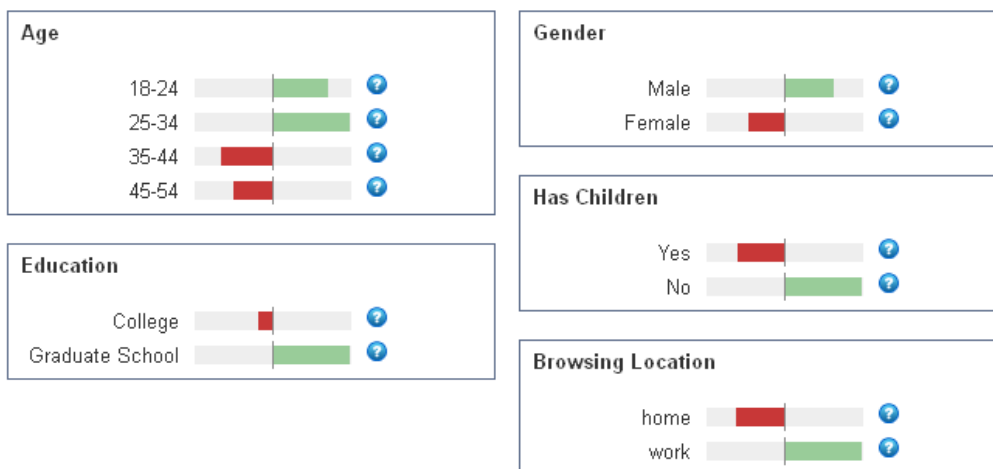 Age
18-24
25-34
35-44
45-54
Education
College
Graduate School
Gender
Male
Female
Has Children
Yes
No
Browsing Location
home
work